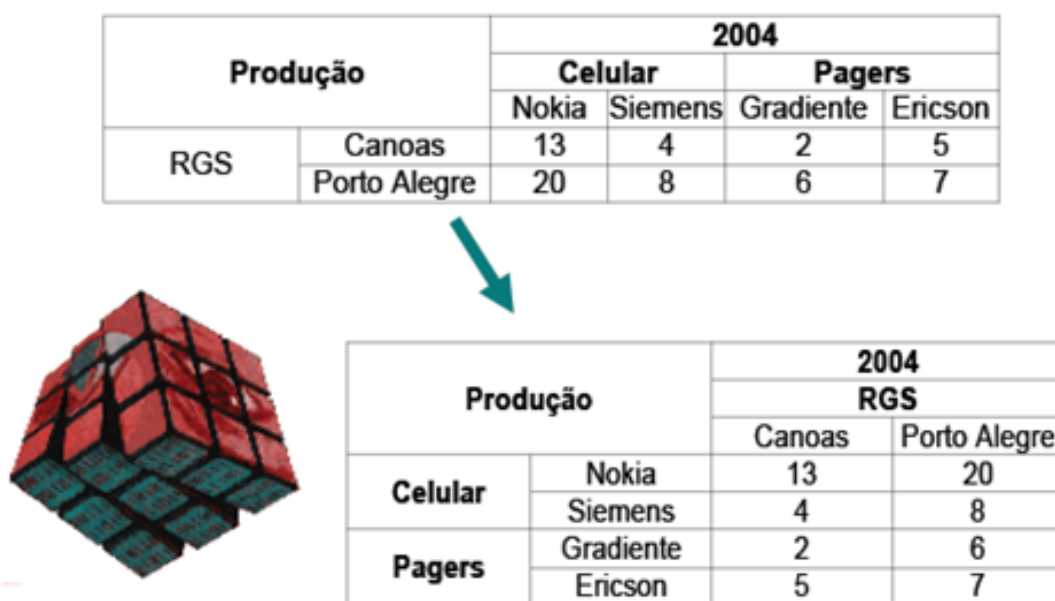 2004
Produção Celular Pagers
Nokia Siemens Gradiente Ericson
RGS Canoas 13 4 2 5
Porto Alegre 20 8 6 7
2004
Produção RGS
Canoas Porto Alegre
Celular Nokia 13 20
Siemens 4 8
Pagers Gradiente 2 6
Ericson 5 7